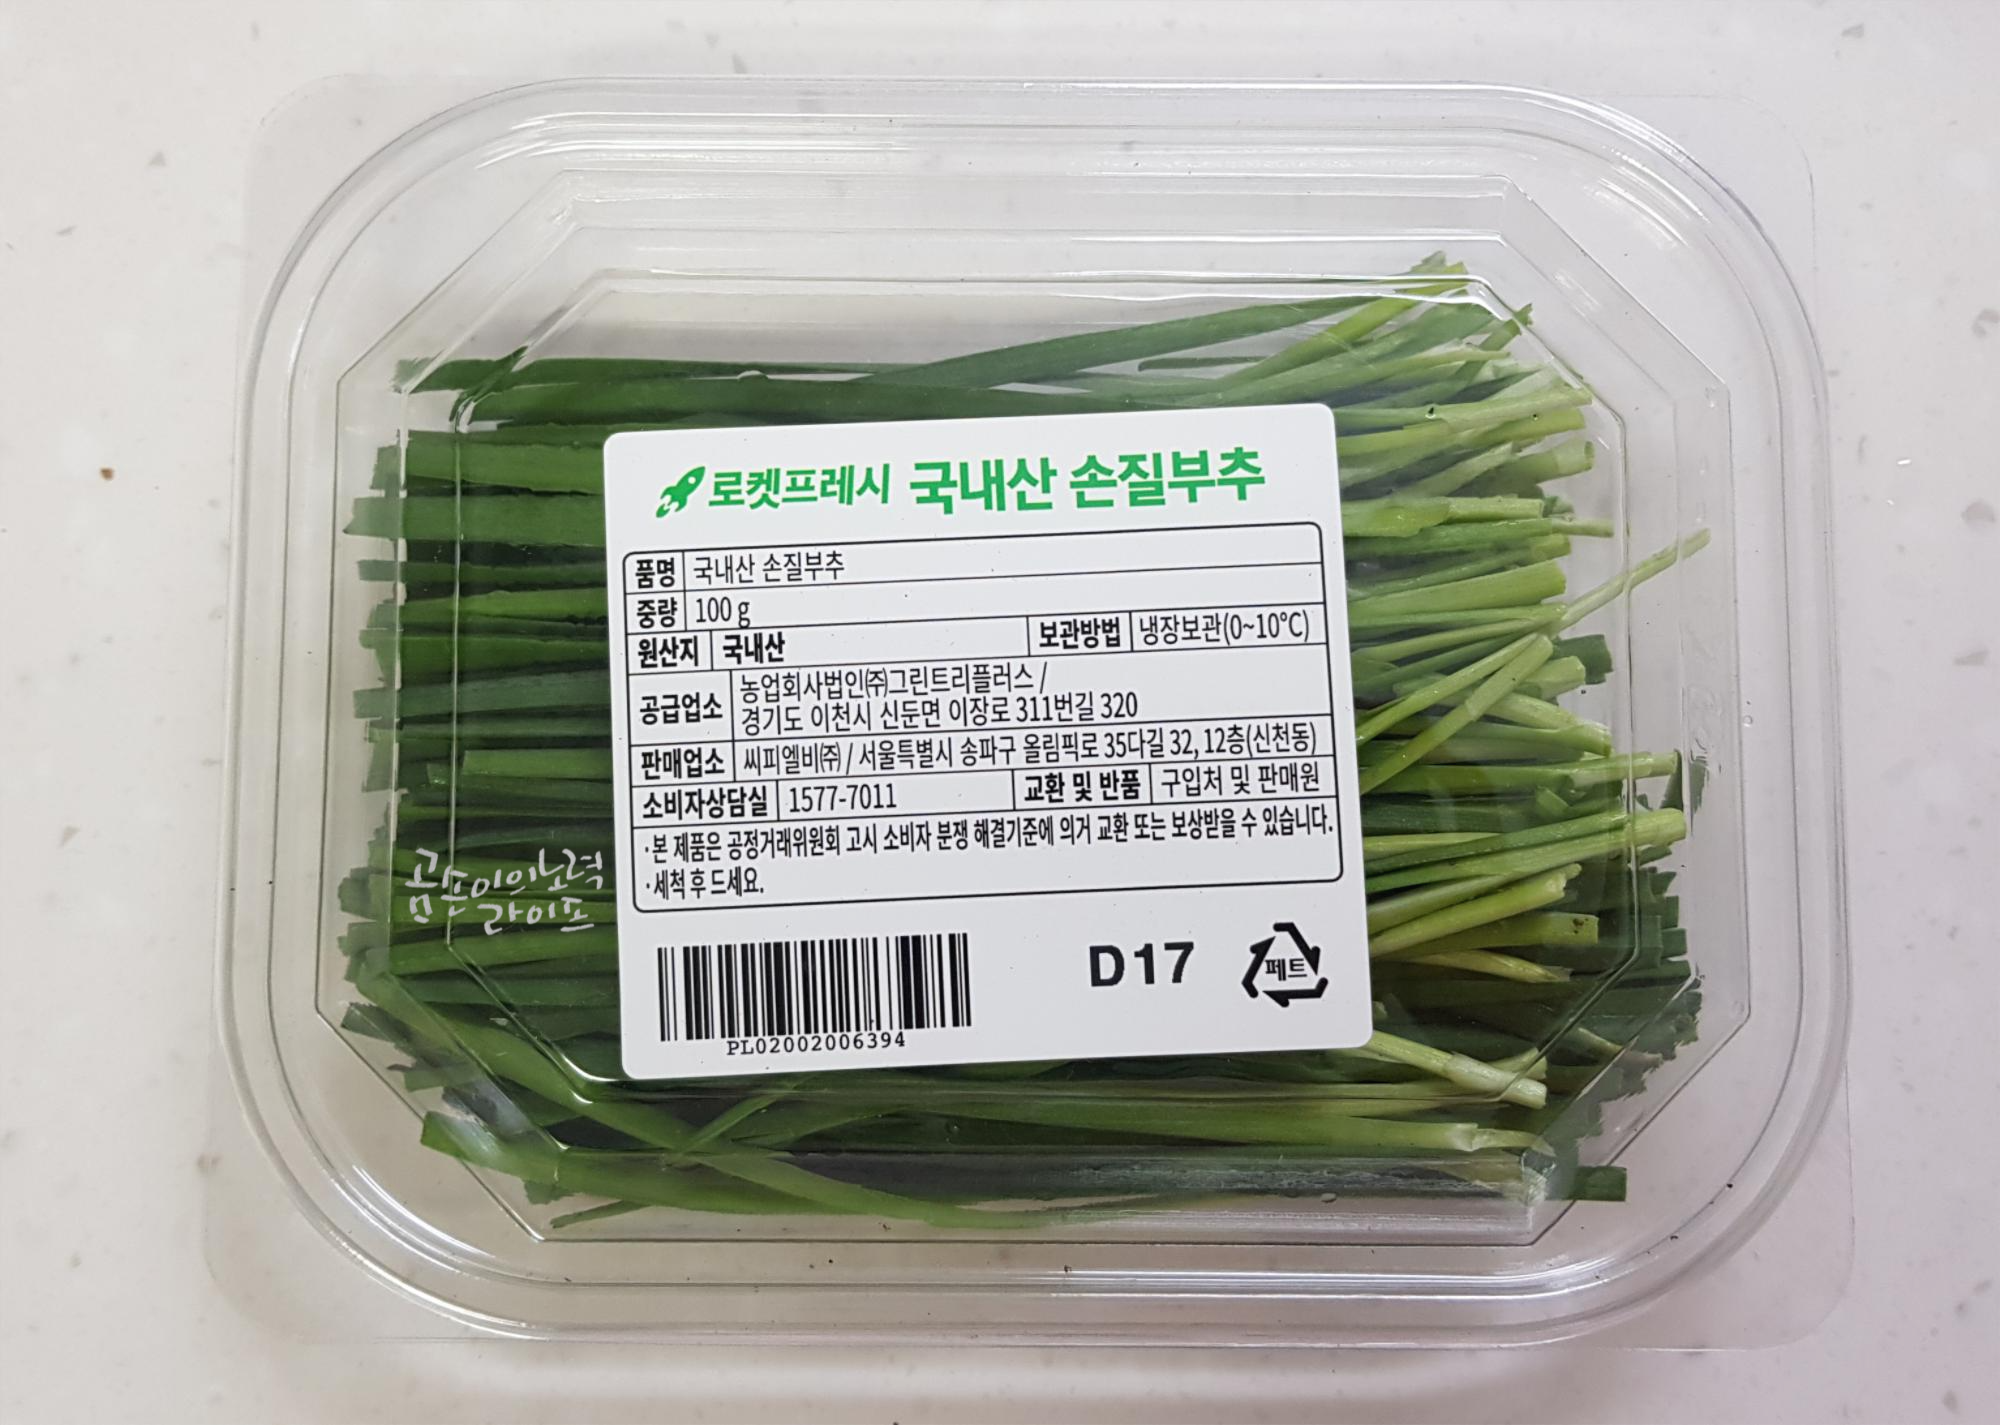 로켓프레시 국내산 손질부추
품명 국내산 손질부추
중량 100 g
원산지 국내산 보관방법 냉장보관(0~10℃)
공급업소 농업회사법인㈜그린트리플러스 /
경기도 이천시 신둔면 이장로 311번길 320
판매업소 씨피엘비㈜ / 서울특별시 송파구 올림픽로 35다길 32, 12층(신천동)
소비자상담실 1577-7011 교환 및 반품 구입처 및 판매원
·본 제품은 공정거래위원회 고시 소비자 분쟁 해결기준에 의거 교환 또는 보상받을 수 있습니다.
·세척 후 드세요.
곰손이의노력
라이조
D17
페트
PL02002006394